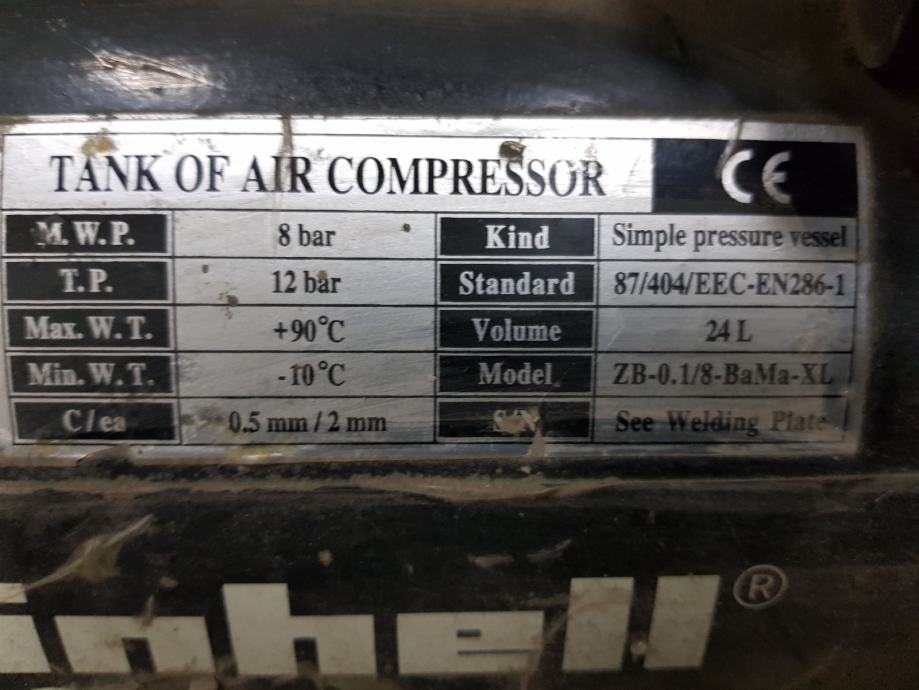 TANK OF AIR COMPRESSOR CE
M.W.P. 8 bar Kind Simple pressure vessel
T.P. 12 bar Standard 87/404/EEC-EN286-1
Max. W. T. +90°C Volume 24 L
Min. W. T. -10°C Model ZB-0.1/8-BaMa-XL
C/ea 0.5 mm / 2 mm S/N See Welding Plate
inhell®